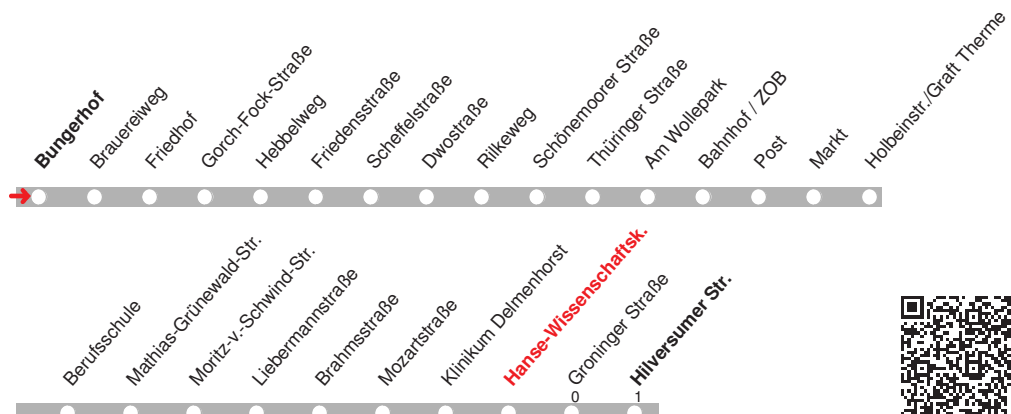 Bungerhof
Brauereiweg
Friedhof
Gorch-Fock-Straße
Hebbelweg
Friedensstraße
Scheffelstraße
Dwostraße
Rilkeweg
Schönemoorer Straße
Thüringer Straße
Am Wollepark
Bahnhof / ZOB
Post
Markt
Holbeinstr./Graft Therme
Berufsschule
Mathias-Grünewald-Str.
Moritz-v.-Schwind-Str.
Liebermannstraße
Brahmsstraße
Mozartstraße
Klinikum Delmenhorst
Hanse-Wissenschaftsk.
Groninger Straße
Hilversumer Str.
0
1